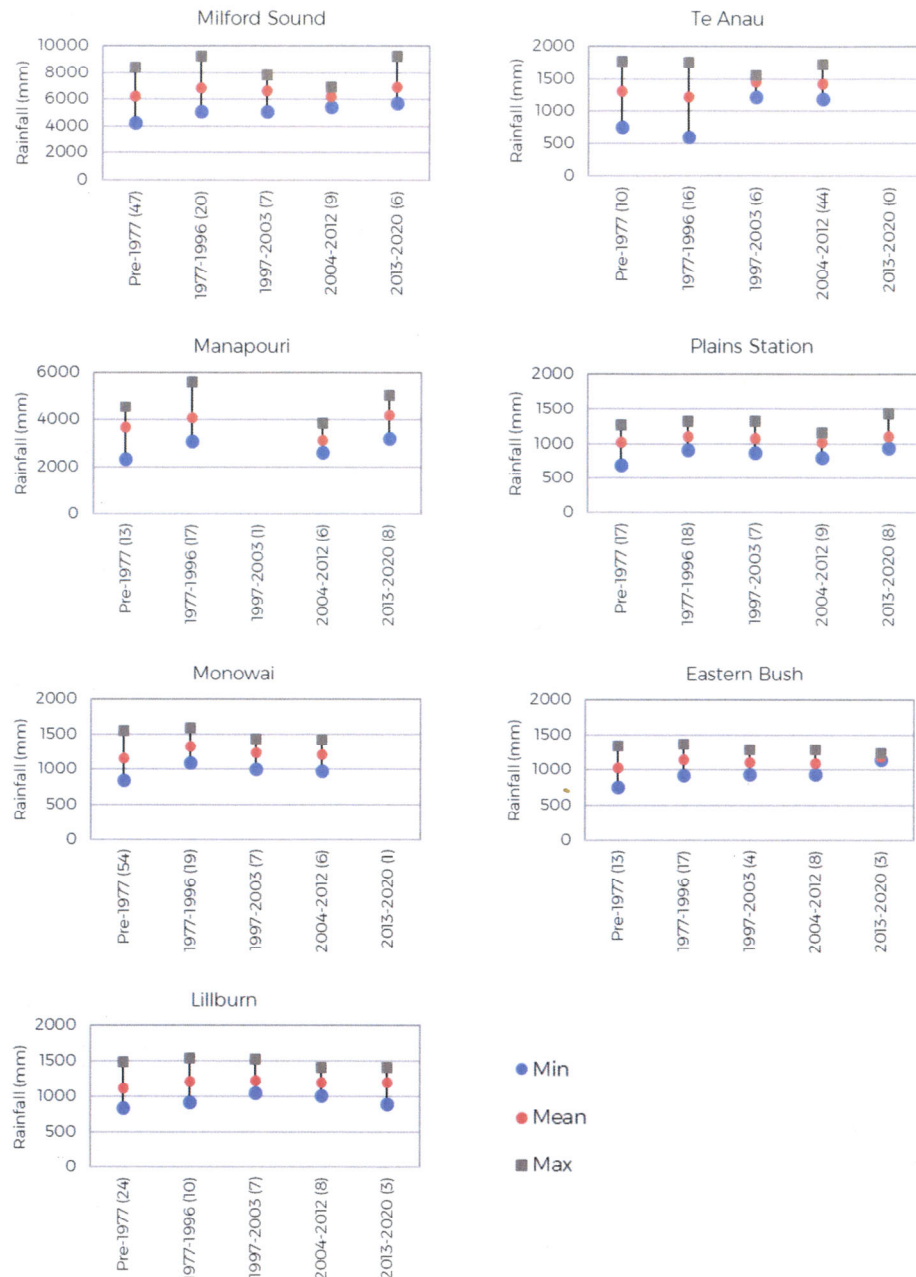 Milford Sound
Rainfall (mm)
10000
8000
6000
4000
2000
0
Pre-1977 (47)
1977-1996 (20)
1997-2003 (7)
2004-2012 (9)
2013-2020 (6)
Te Anau
Rainfall (mm)
2000
1500
1000
500
0
Pre-1977 (10)
1977-1996 (16)
1997-2003 (6)
2004-2012 (44)
2013-2020 (0)
Manapouri
Rainfall (mm)
6000
4000
2000
0
Pre-1977 (13)
1977-1996 (17)
1997-2003 (1)
2004-2012 (6)
2013-2020 (8)
Plains Station
Rainfall (mm)
2000
1500
1000
500
0
Pre-1977 (17)
1977-1996 (18)
1997-2003 (7)
2004-2012 (9)
2013-2020 (8)
Monowai
Rainfall (mm)
2000
1500
1000
500
0
Pre-1977 (54)
1977-1996 (19)
1997-2003 (7)
2004-2012 (6)
2013-2020 (1)
Eastern Bush
Rainfall (mm)
2000
1500
1000
500
0
Pre-1977 (13)
1977-1996 (17)
1997-2003 (4)
2004-2012 (8)
2013-2020 (3)
Lillburn
Rainfall (mm)
2000
1500
1000
500
0
Pre-1977 (24)
1977-1996 (10)
1997-2003 (7)
2004-2012 (8)
2013-2020 (3)
Min
Mean
Max